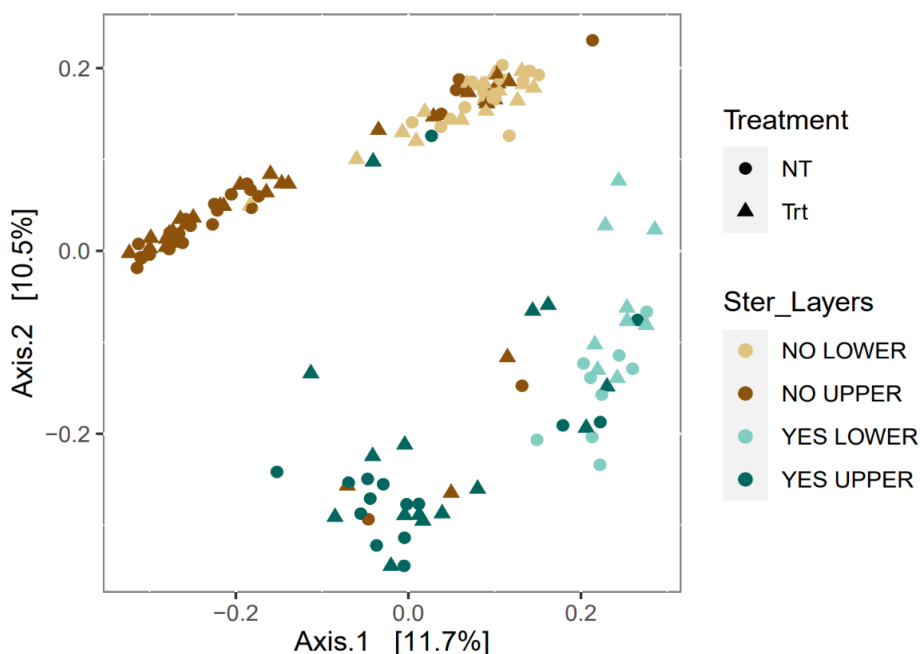 0.2
0.0
−0.2
Axis.2 [10.5%]
−0.2
0.0
0.2
Axis.1 [11.7%]
Treatment
NT
Trt
Ster_Layers
NO LOWER
NO UPPER
YES LOWER
YES UPPER